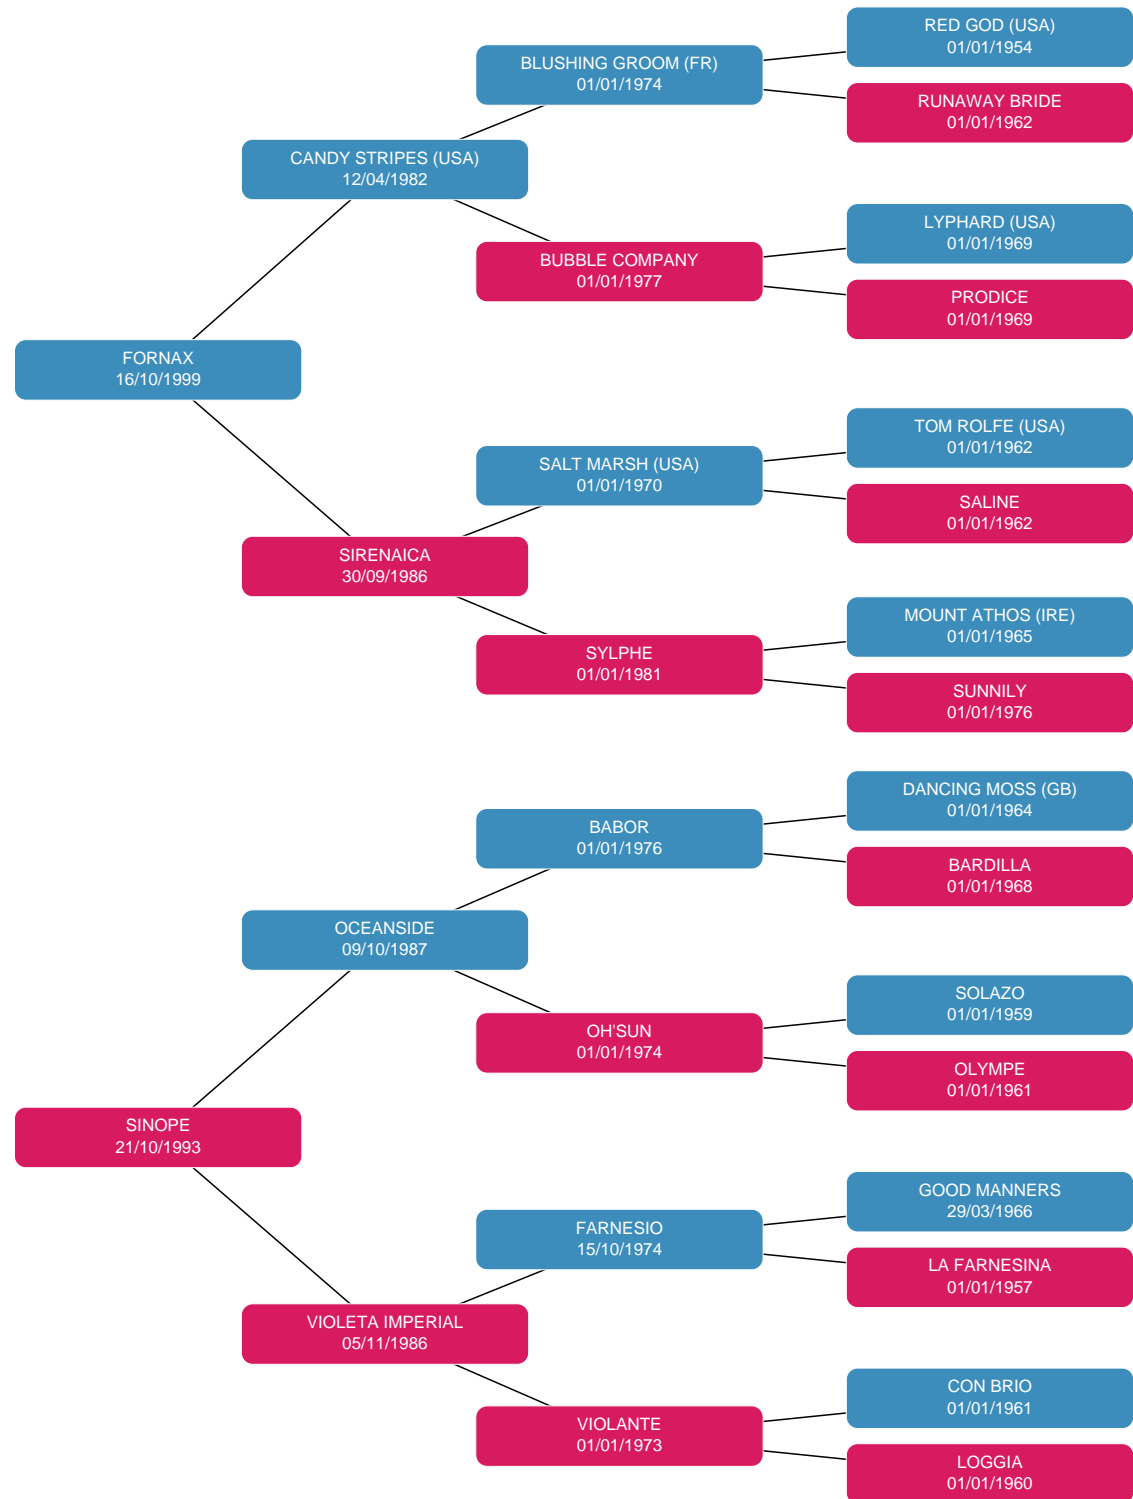 RED GOD (USA)
01/01/1954
BLUSHING GROOM (FR)
01/01/1974
RUNAWAY BRIDE
01/01/1962
CANDY STRIPES (USA)
12/04/1982
LYPHARD (USA)
01/01/1969
BUBBLE COMPANY
01/01/1977
PRODICE
01/01/1969
FORNAX
16/10/1999
TOM ROLFE (USA)
01/01/1962
SALT MARSH (USA)
01/01/1970
SALINE
01/01/1962
SIRENAICA
30/09/1986
MOUNT ATHOS (IRE)
01/01/1965
SYLPHE
01/01/1981
SUNNILY
01/01/1976
DANCING MOSS (GB)
01/01/1964
BABOR
01/01/1976
BARDILLA
01/01/1968
OCEANSIDE
09/10/1987
SOLAZO
01/01/1959
OH'SUN
01/01/1974
OLYMPE
01/01/1961
SINOPE
21/10/1993
GOOD MANNERS
29/03/1966
FARNESIO
15/10/1974
LA FARNESINA
01/01/1957
VIOLETA IMPERIAL
05/11/1986
CON BRIO
01/01/1961
VIOLANTE
01/01/1973
LOGGIA
01/01/1960